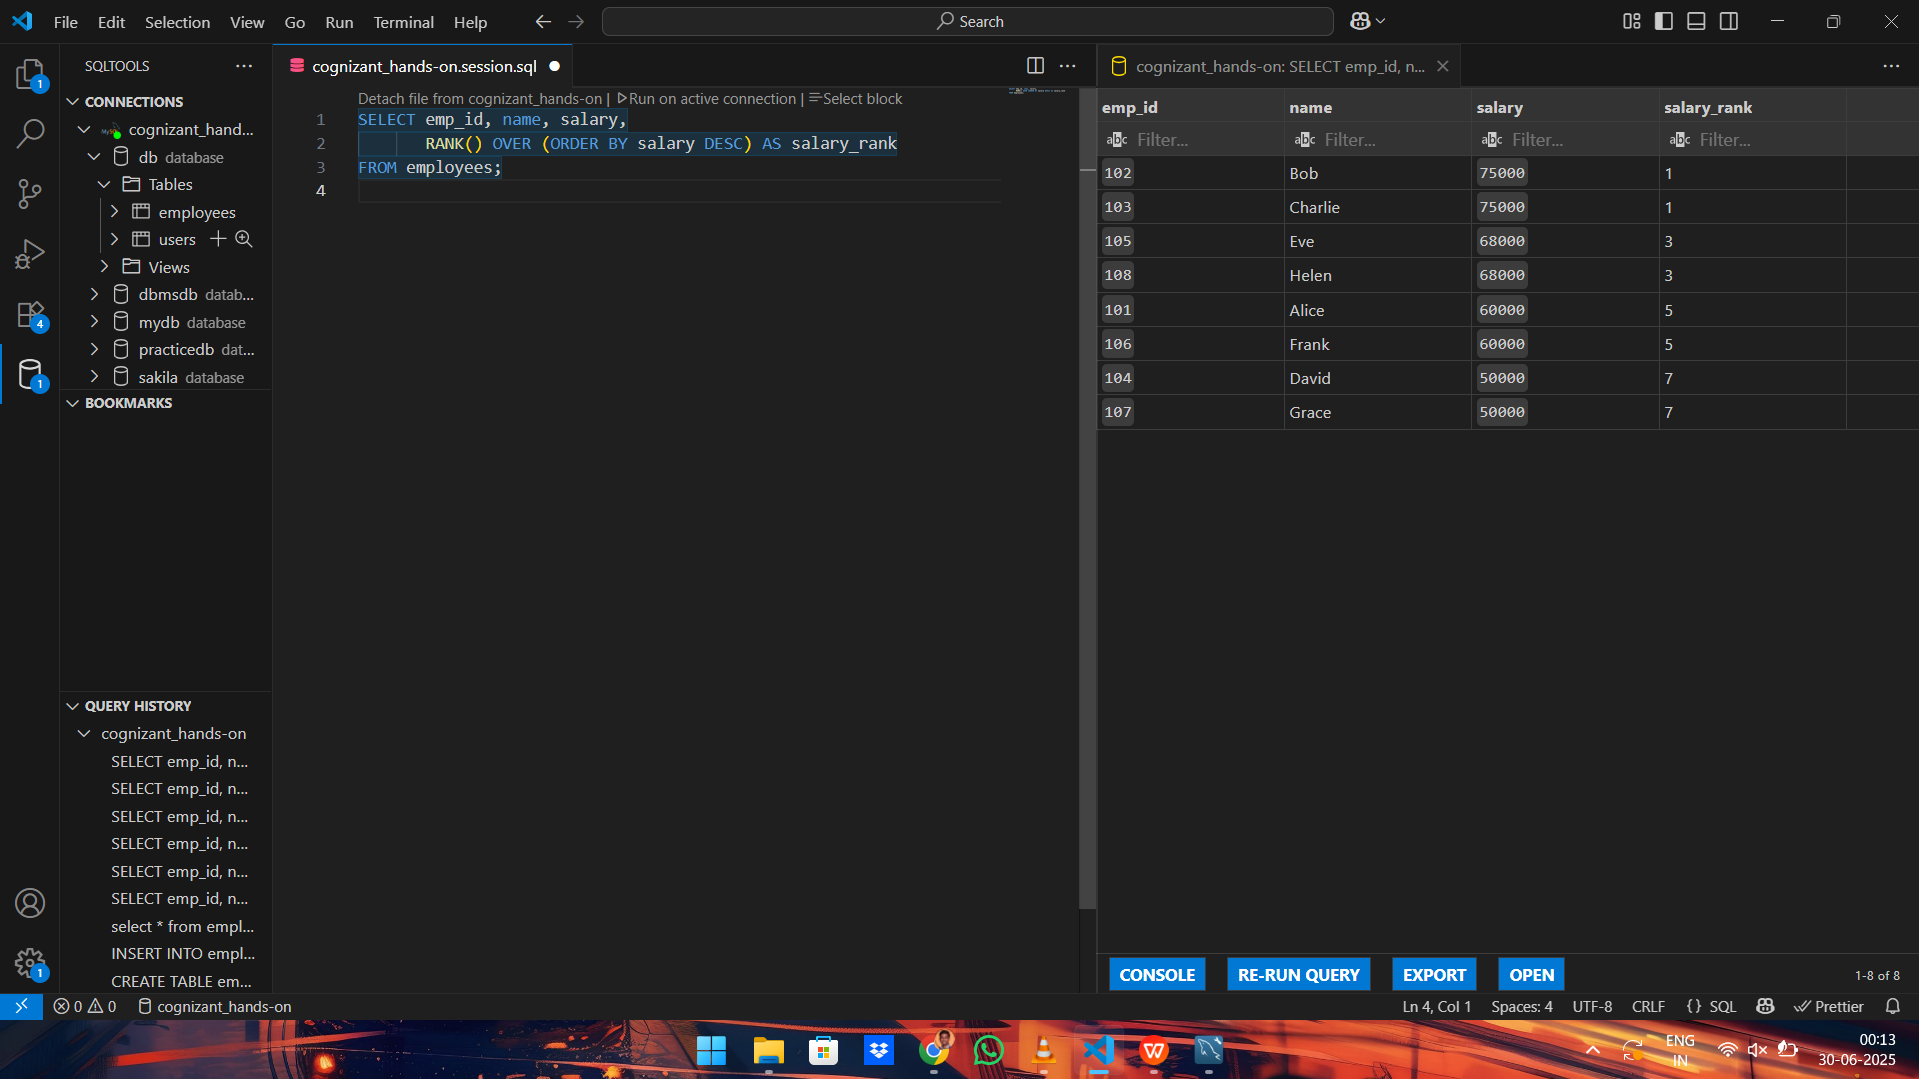 File Edit Selection View Go Run Terminal Help
Search
SQLTOOLS
CONNECTIONS
cognizant_hand...
db database
Tables
employees
users
Views
dbmsdb datab...
mydb database
practicedb dat...
sakila database
BOOKMARKS
QUERY HISTORY
cognizant_hands-on
SELECT emp_id, n...
SELECT emp_id, n...
SELECT emp_id, n...
SELECT emp_id, n...
SELECT emp_id, n...
SELECT emp_id, n...
select * from empl...
INSERT INTO empl...
CREATE TABLE em...
1
4
1
1
cognizant_hands-on.session.sql
Detach file from cognizant_hands-on | Run on active connection | Select block
1 SELECT emp_id, name, salary,
2 RANK() OVER (ORDER BY salary DESC) AS salary_rank
3 FROM employees;
4
cognizant_hands-on: SELECT emp_id, n...
emp_id name salary salary_rank
abc Filter... abc Filter... abc Filter... abc Filter...
102 Bob 75000 1
103 Charlie 75000 1
105 Eve 68000 3
108 Helen 68000 3
101 Alice 60000 5
106 Frank 60000 5
104 David 50000 7
107 Grace 50000 7
CONSOLE RE-RUN QUERY EXPORT OPEN 1-8 of 8
0 0 cognizant_hands-on Ln 4, Col 1 Spaces: 4 UTF-8 CRLF {} SQL Prettier
ENG
IN
00:13
30-06-2025